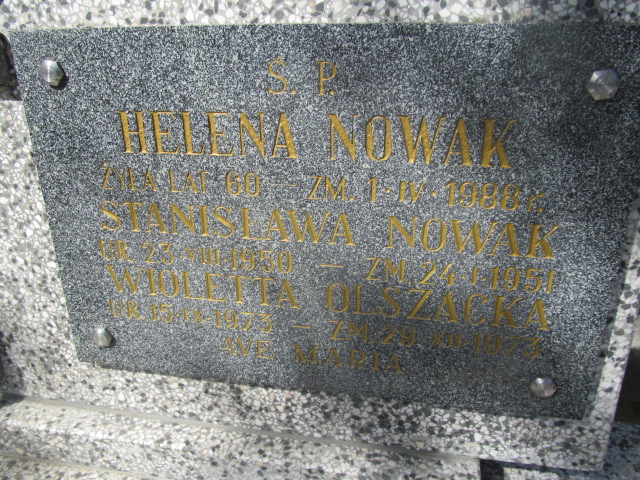 Ś. P.
HELENA NOWAK
ŻYŁA LAT 60 — ZM. 1·IV·1988 r.
STANISŁAWA NOWAK
UR. 23·VIII·1950 — ZM. 24·I·1951
WIOLETTA OLSZACKA
UR. 15·IX·1973 — ZM. 29·XII·1973
AVE MARIA